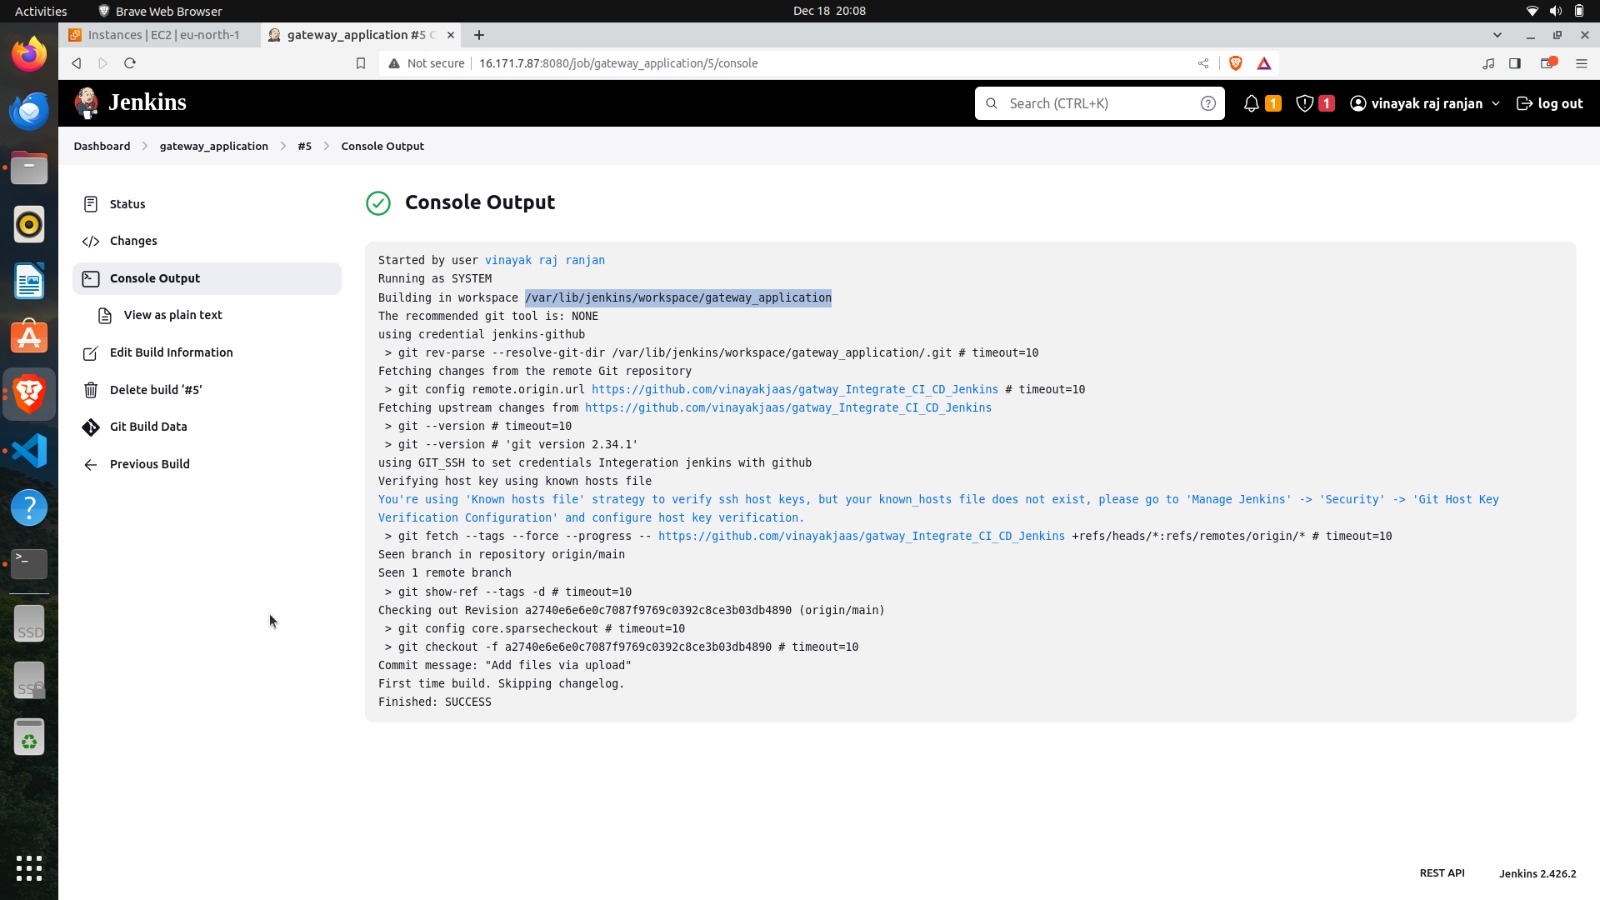 Activities
Brave Web Browser
Dec 18 20:08
Instances | EC2 | eu-north-1
gateway_application #5 C
Not secure
16.171.7.87:8080/job/gateway_application/5/console
Jenkins
Search (CTRL+K)
1
1
vinayak raj ranjan
log out
Dashboard
gateway_application
#5
Console Output
Status
Changes
Console Output
View as plain text
Edit Build Information
Delete build ‘#5’
Git Build Data
Previous Build
Console Output
Started by user vinayak raj ranjan
Running as SYSTEM
Building in workspace /var/lib/jenkins/workspace/gateway_application
The recommended git tool is: NONE
using credential jenkins-github
> git rev-parse --resolve-git-dir /var/lib/jenkins/workspace/gateway_application/.git # timeout=10
Fetching changes from the remote Git repository
> git config remote.origin.url https://github.com/vinayakjaas/gatway_Integrate_CI_CD_Jenkins # timeout=10
Fetching upstream changes from https://github.com/vinayakjaas/gatway_Integrate_CI_CD_Jenkins
> git --version # timeout=10
> git --version # 'git version 2.34.1'
using GIT_SSH to set credentials Integeration jenkins with github
Verifying host key using known hosts file
You're using 'Known hosts file' strategy to verify ssh host keys, but your known_hosts file does not exist, please go to 'Manage Jenkins' -> 'Security' -> 'Git Host Key
Verification Configuration' and configure host key verification.
> git fetch --tags --force --progress -- https://github.com/vinayakjaas/gatway_Integrate_CI_CD_Jenkins +refs/heads/*:refs/remotes/origin/* # timeout=10
Seen branch in repository origin/main
Seen 1 remote branch
> git show-ref --tags -d # timeout=10
Checking out Revision a2740e6e6e0c7087f9769c0392c8ce3b03db4890 (origin/main)
> git config core.sparsecheckout # timeout=10
> git checkout -f a2740e6e6e0c7087f9769c0392c8ce3b03db4890 # timeout=10
Commit message: "Add files via upload"
First time build. Skipping changelog.
Finished: SUCCESS
SSD
REST API
Jenkins 2.426.2